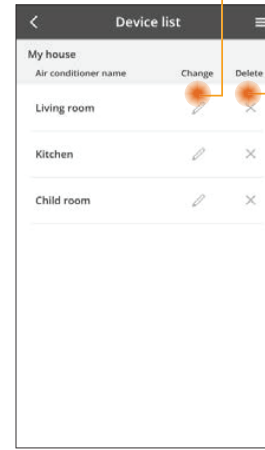 Device list
My house
Air conditioner name Change Delete
Living room
Kitchen
Child room